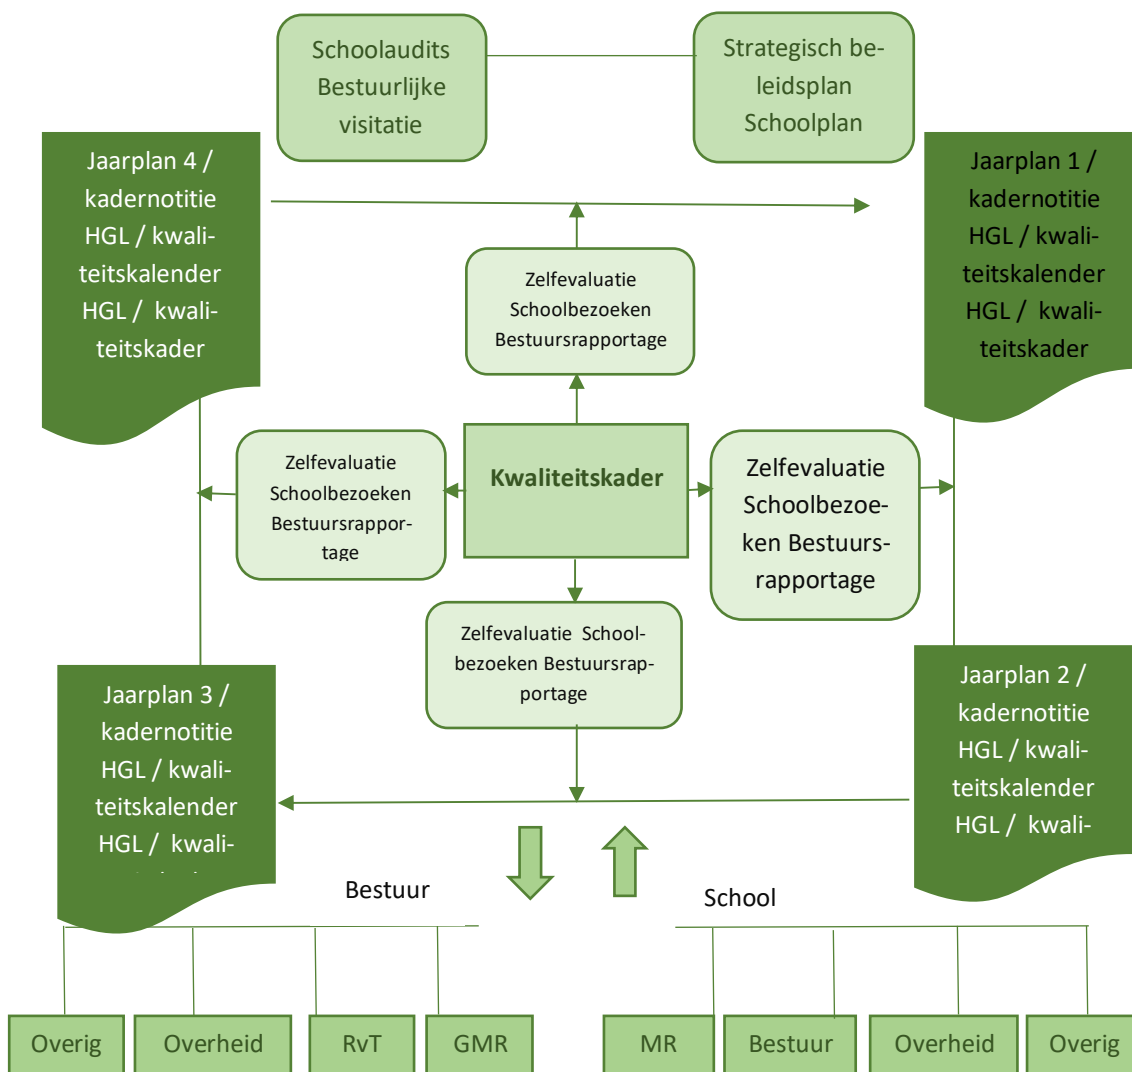 Schoolaudits
Bestuurlijke
visitatie
Strategisch be-
leidsplan
Schoolplan
Jaarplan 4 /
kadernotitie
HGL / kwali-
teitskalender
HGL / kwali-
teitskader
Jaarplan 1 /
kadernotitie
HGL / kwali-
teitskalender
HGL / kwali-
teitskader
Zelfevaluatie
Schoolbezoeken
Bestuursrapportage
Zelfevaluatie
Schoolbezoeken
Bestuursrappor-
tage
Kwaliteitskader
Zelfevaluatie
Schoolbezoe-
ken Bestuurs-
rapportage
Zelfevaluatie School-
bezoeken Bestuursrap-
portage
Jaarplan 3 /
kadernotitie
HGL / kwali-
teitskalender
HGL / kwali-
Jaarplan 2 /
kadernotitie
HGL / kwali-
teitskalender
HGL / kwali-
Bestuur
School
Overig
Overheid
RvT
GMR
MR
Bestuur
Overheid
Overig